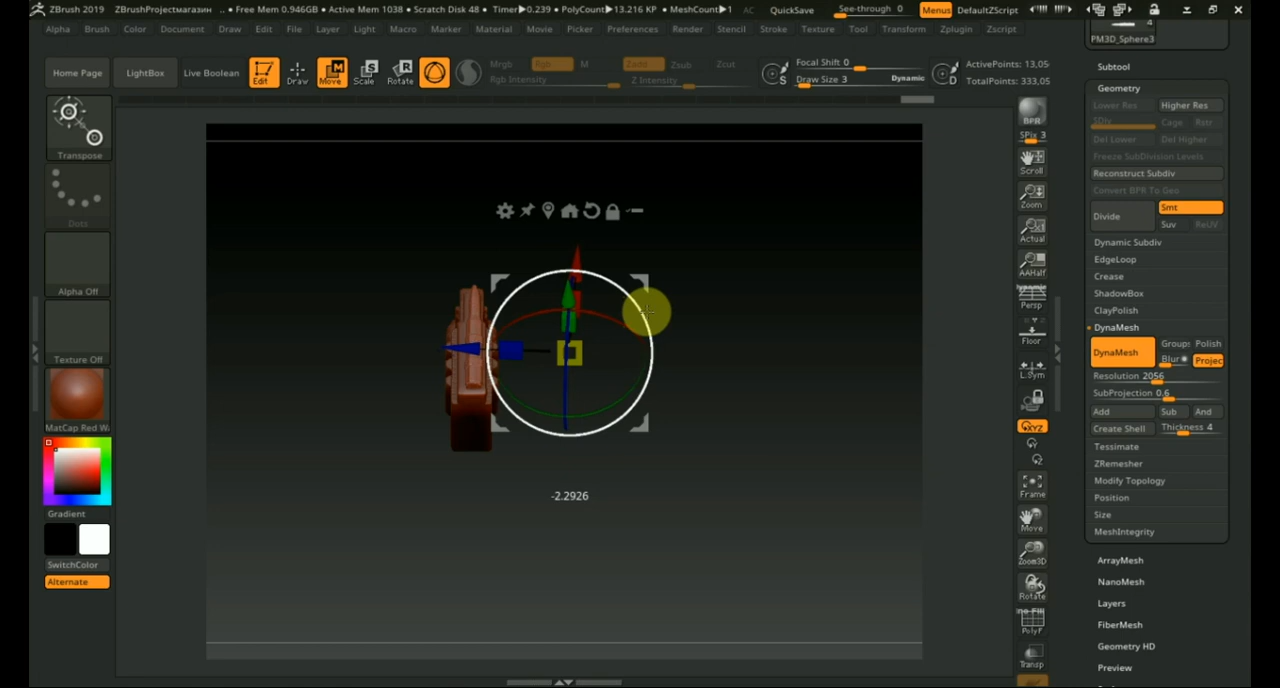 ZBrush 2019 ZBrushProjectмагазин .. • Free Mem 0.946GB • Active Mem 1038 • Scratch Disk 48 • Timer▶0.239 • PolyCount▶13.216 KP • MeshCount▶1 AC QuickSave See-through 0 Menus DefaultZScript
Alpha Brush Color Document Draw Edit File Layer Light Macro Marker Material Movie Picker Preferences Render Stencil Stroke Texture Tool Transform Zplugin Zscript
4
PM3D_Sphere3
Home Page LightBox Live Boolean Edit Draw Move Scale Rotate
Mrgb Rgb M Zadd Zsub Zcut
Rgb Intensity Z Intensity
S Focal Shift 0
Draw Size 3 Dynamic
D ActivePoints: 13,05
TotalPoints: 333,05
Subtool
Geometry
Lower Res Higher Res
SDiv Cage Rstr
Del Lower Del Higher
Freeze SubDivision Levels
Reconstruct Subdiv
Convert BPR To Geo
Divide Smt
Suv ReUV
Dynamic Subdiv
EdgeLoop
Crease
ShadowBox
ClayPolish
DynaMesh
DynaMesh Groups Polish
Blur Projec
Resolution 2056
SubProjection 0.6
Add Sub And
Create Shell Thickness 4
Tessimate
ZRemesher
Modify Topology
Position
Size
MeshIntegrity
ArrayMesh
NanoMesh
Layers
FiberMesh
Geometry HD
Preview
Transpose
Dots
Alpha Off
Texture Off
MatCap Red Wa
Gradient
SwitchColor
Alternate
-2.2926
BPR
SPix 3
Scroll
Zoom
Actual
AAHalf
Dynamic
Persp
Floor
L.Sym
XYZ
Frame
Move
Zoom3D
Rotate
PolyF
Transp